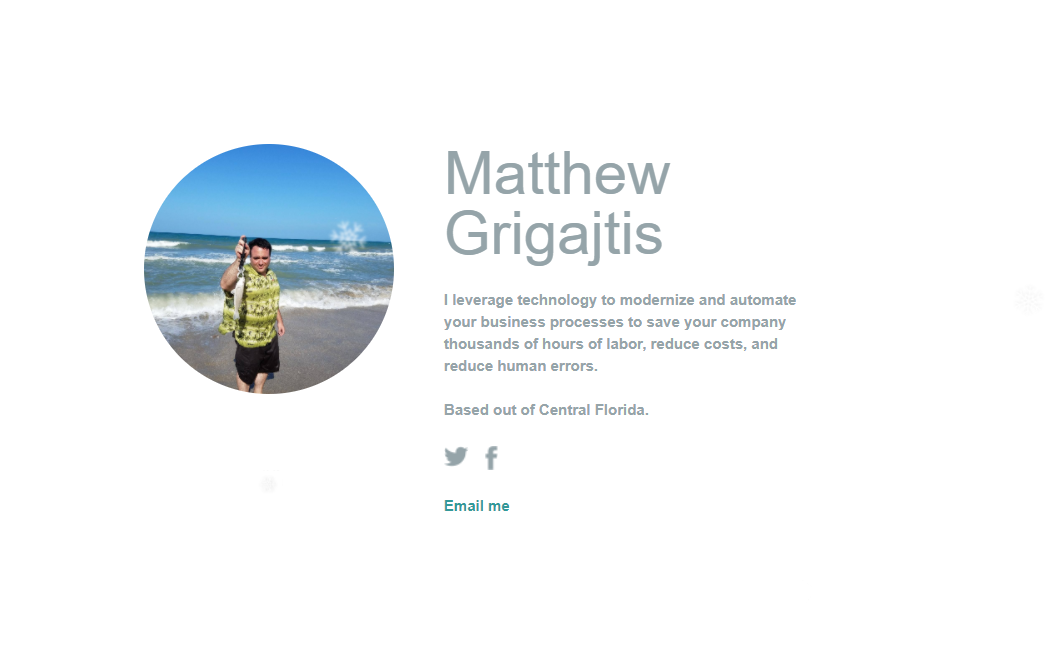 Matthew
Grigajtis
I leverage technology to modernize and automate
your business processes to save your company
thousands of hours of labor, reduce costs, and
reduce human errors.
Based out of Central Florida.
Email me